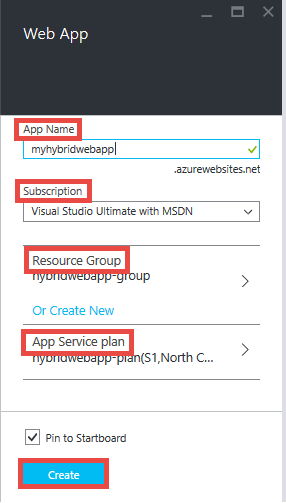 Web App
App Name
myhybridwebapp
.azurewebsites.net
Subscription
Visual Studio Ultimate with MSDN
Resource Group
hybridwebapp-group
Or Create New
App Service plan
hybridwebapp-plan(S1,North C...
Pin to Startboard
Create